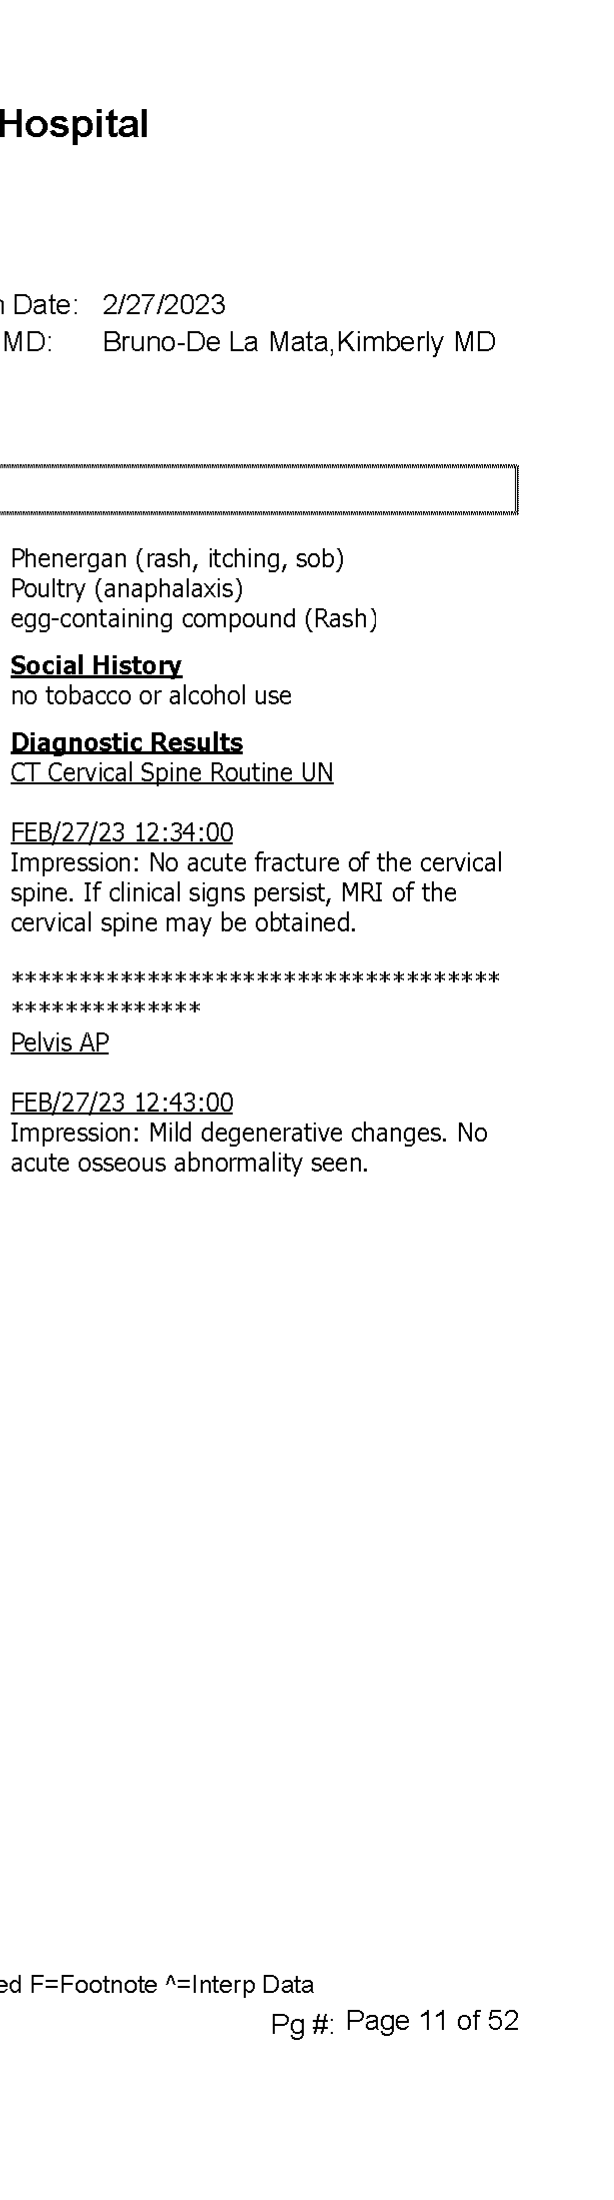 Hospital
n Date: 2/27/2023
MD: Bruno-De La Mata,Kimberly MD
Phenergan (rash, itching, sob)
Poultry (anaphalaxis)
egg-containing compound (Rash)
Social History
no tobacco or alcohol use
Diagnostic Results
CT Cervical Spine Routine UN
FEB/27/23 12:34:00
Impression: No acute fracture of the cervical
spine. If clinical signs persist, MRI of the
cervical spine may be obtained.
************************************
**************
Pelvis AP
FEB/27/23 12:43:00
Impression: Mild degenerative changes. No
acute osseous abnormality seen.
ed F=Footnote ^=Interp Data
Pg #: Page 11 of 52